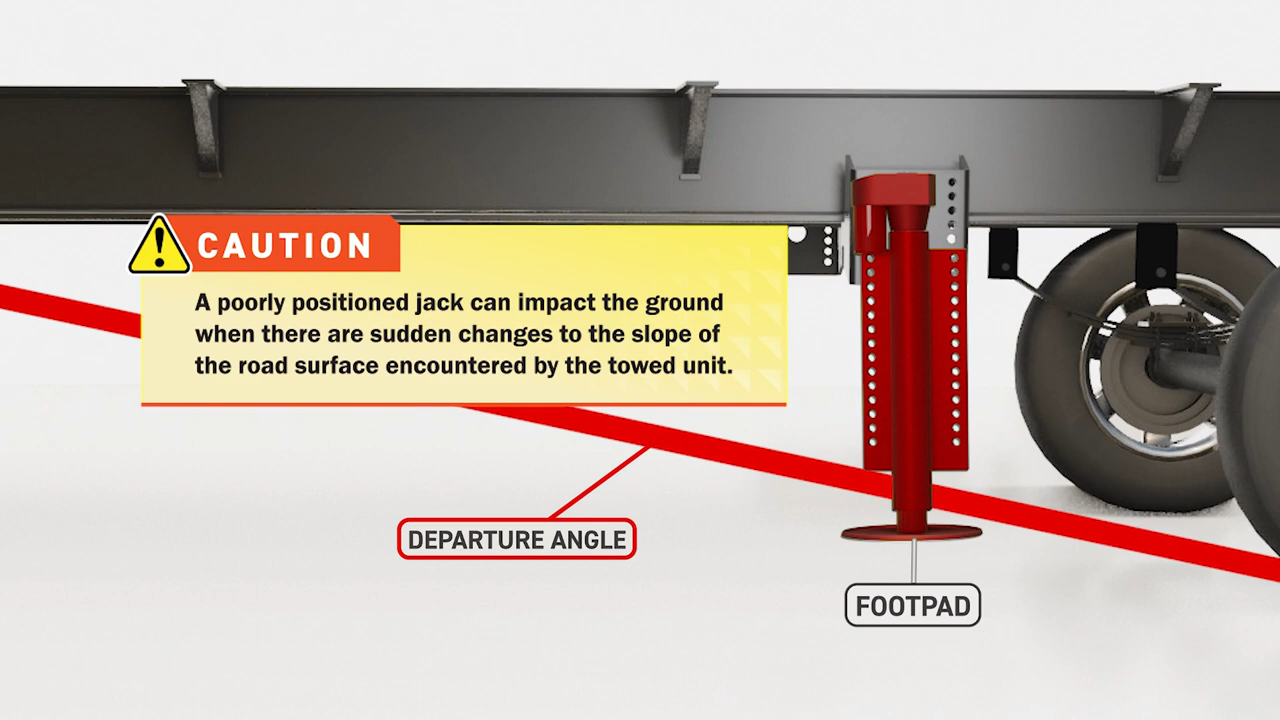 CAUTION
A poorly positioned jack can impact the ground
when there are sudden changes to the slope of
the road surface encountered by the towed unit.
DEPARTURE ANGLE
FOOTPAD